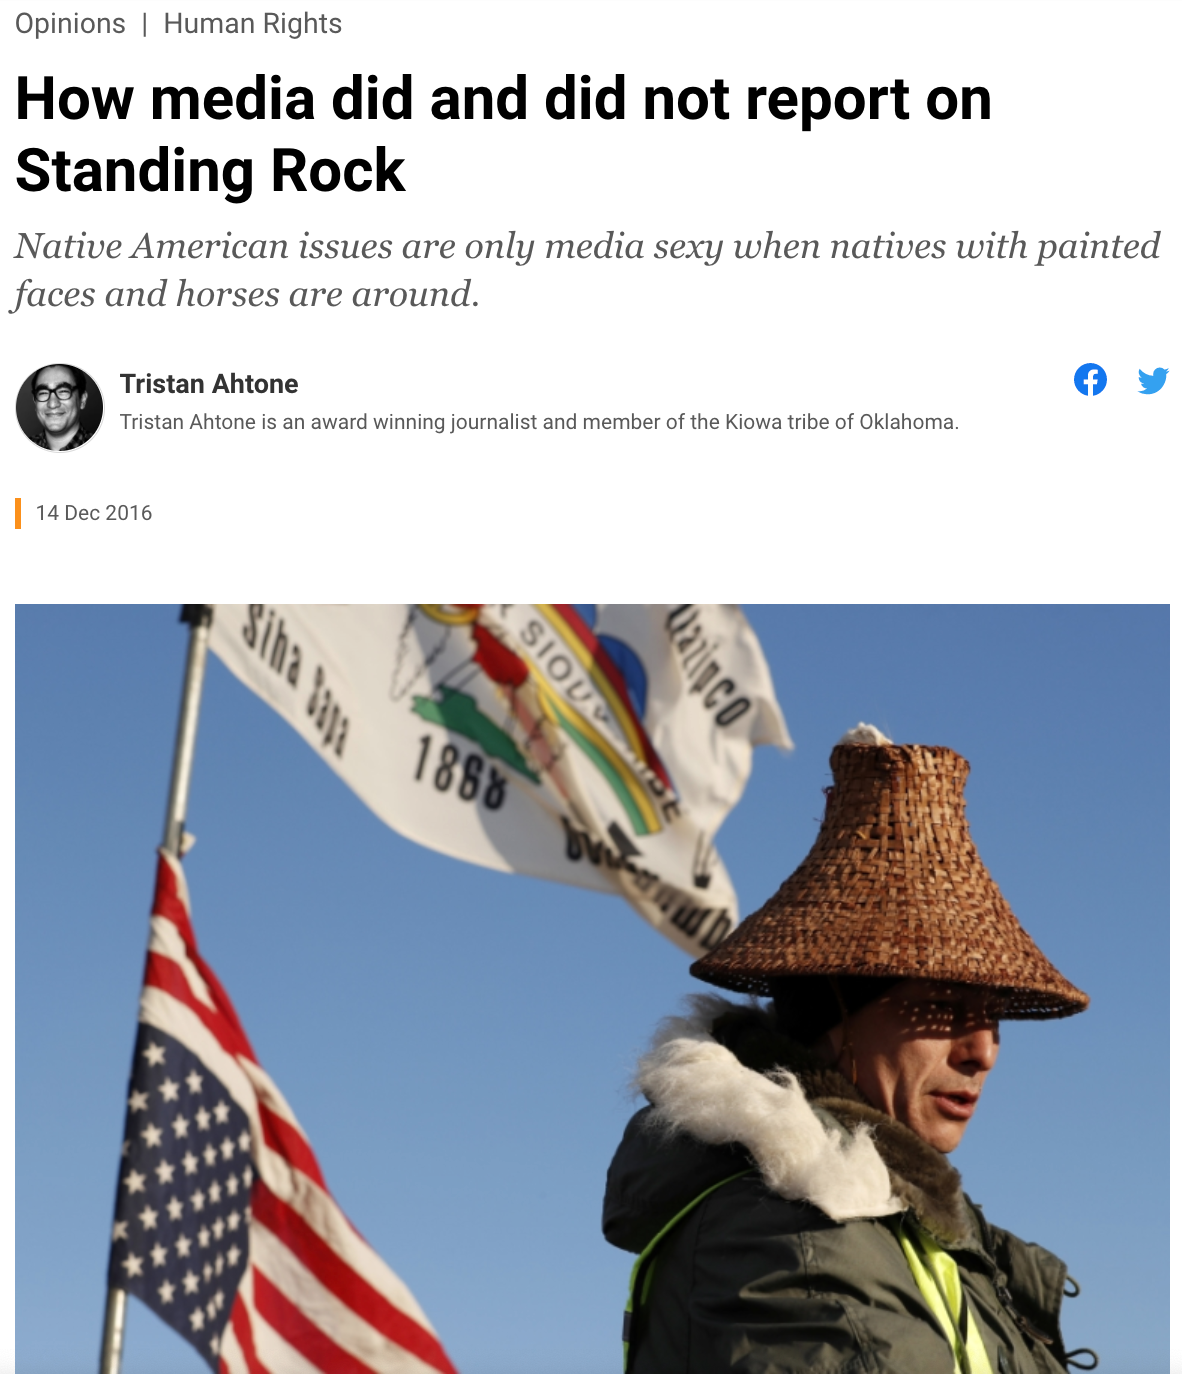 Opinions | Human Rights
How media did and did not report on
Standing Rock
Native American issues are only media sexy when natives with painted
faces and horses are around.
Tristan Ahtone
Tristan Ahtone is an award winning journalist and member of the Kiowa tribe of Oklahoma.
14 Dec 2016
Siha Sapa
SIOUX
1868